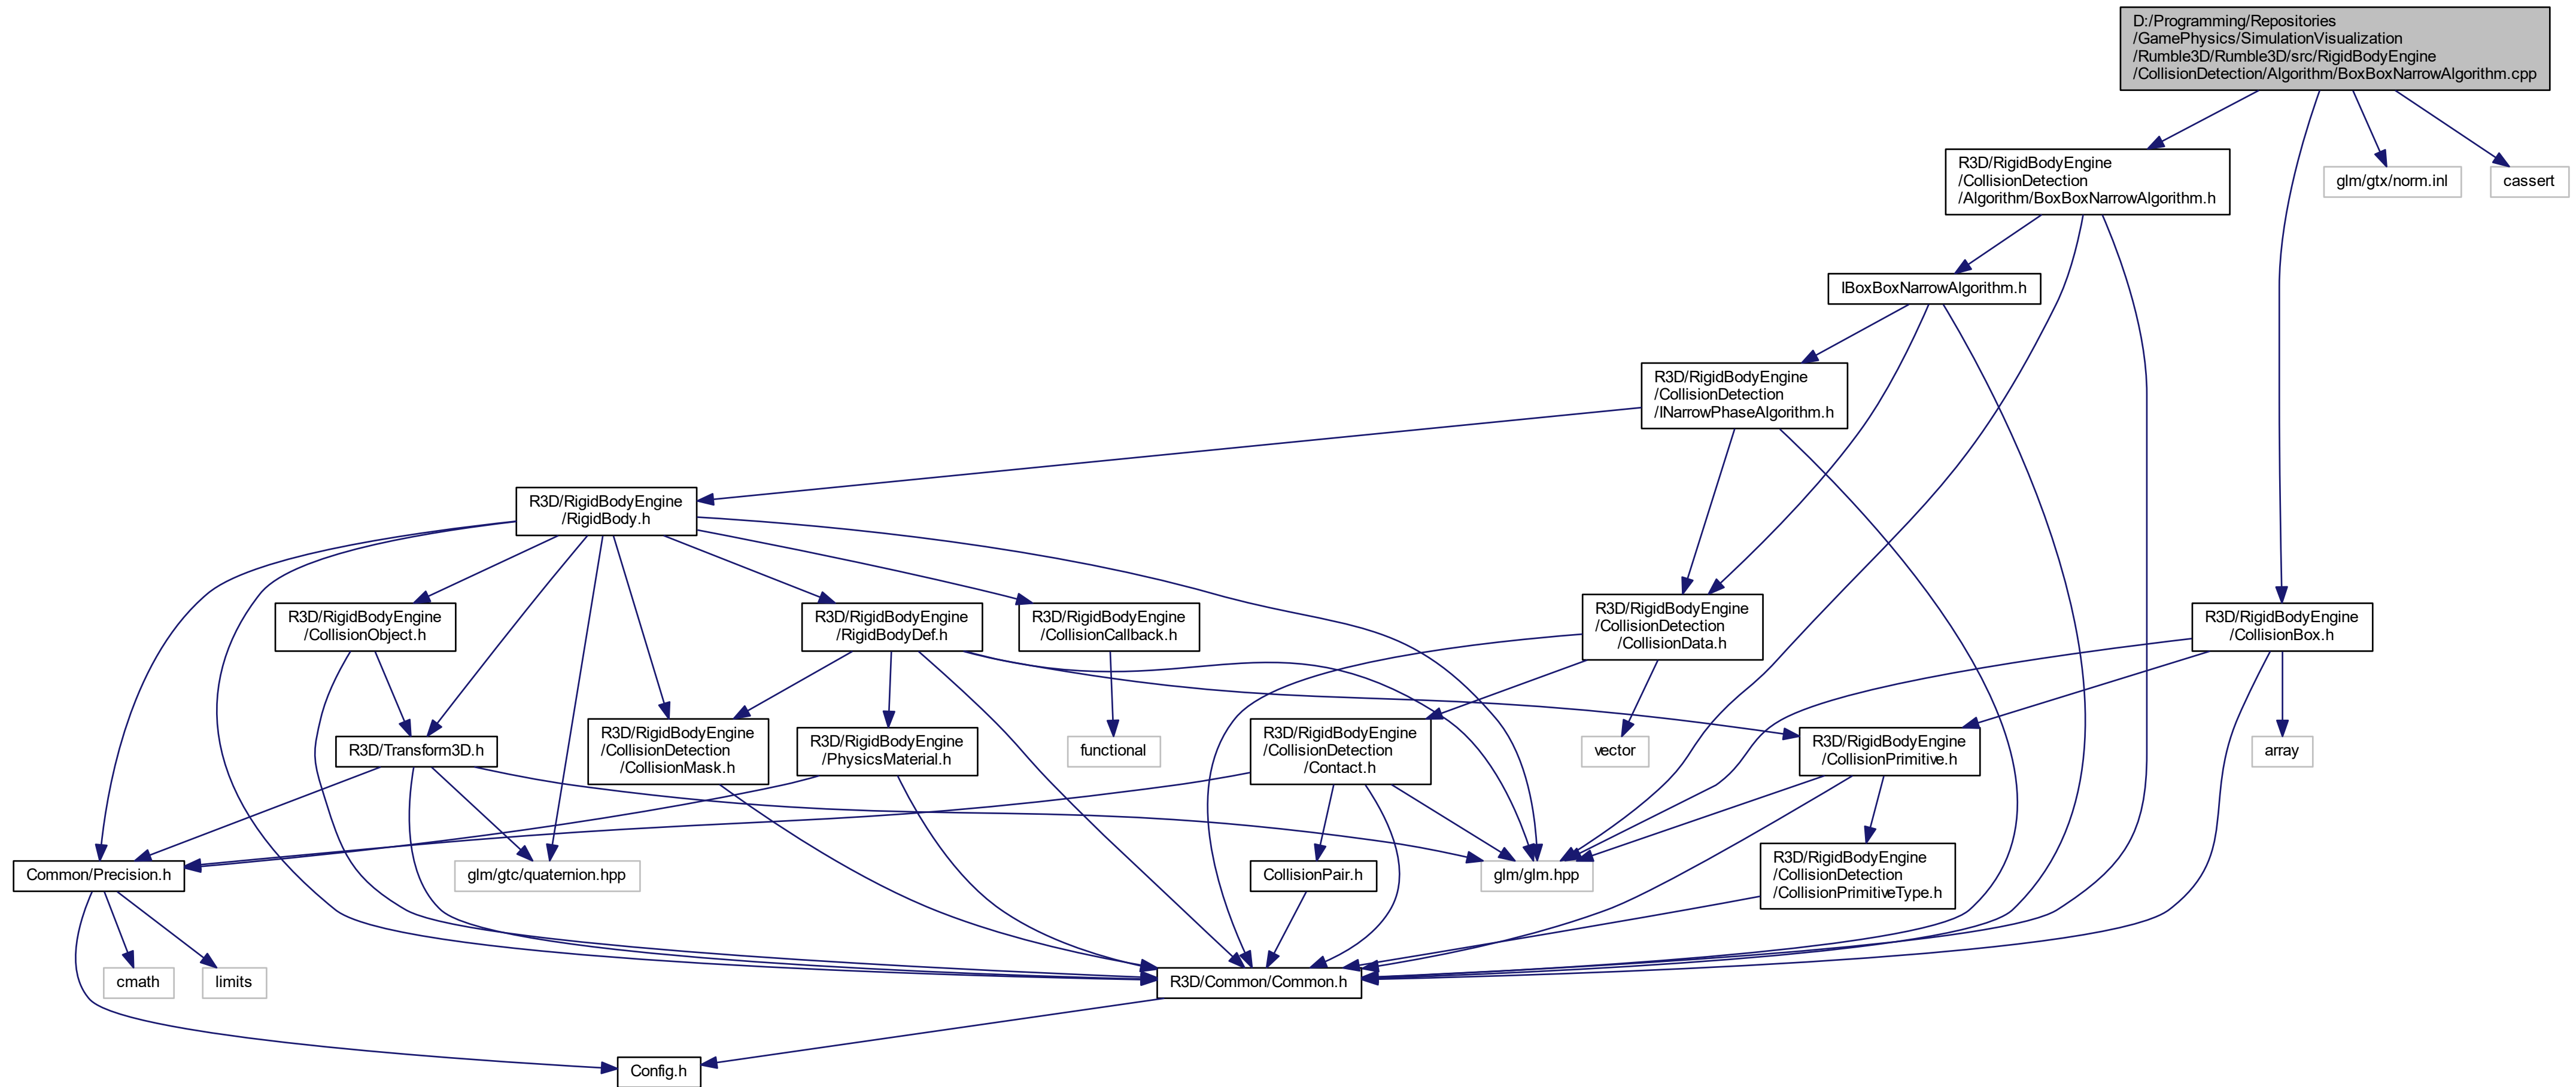 D:/Programming/Repositories
/GamePhysics/SimulationVisualization
/Rumble3D/Rumble3D/src/RigidBodyEngine
/CollisionDetection/Algorithm/BoxBoxNarrowAlgorithm.cpp
R3D/RigidBodyEngine
/CollisionDetection
/Algorithm/BoxBoxNarrowAlgorithm.h
glm/gtx/norm.inl
cassert
IBoxBoxNarrowAlgorithm.h
R3D/RigidBodyEngine
/CollisionDetection
/INarrowPhaseAlgorithm.h
R3D/RigidBodyEngine
/RigidBody.h
R3D/RigidBodyEngine
/CollisionObject.h
R3D/RigidBodyEngine
/RigidBodyDef.h
R3D/RigidBodyEngine
/CollisionCallback.h
R3D/RigidBodyEngine
/CollisionDetection
/CollisionData.h
R3D/RigidBodyEngine
/CollisionBox.h
R3D/Transform3D.h
R3D/RigidBodyEngine
/CollisionDetection
/CollisionMask.h
R3D/RigidBodyEngine
/PhysicsMaterial.h
functional
R3D/RigidBodyEngine
/CollisionDetection
/Contact.h
vector
R3D/RigidBodyEngine
/CollisionPrimitive.h
array
Common/Precision.h
glm/gtc/quaternion.hpp
CollisionPair.h
glm/glm.hpp
R3D/RigidBodyEngine
/CollisionDetection
/CollisionPrimitiveType.h
cmath
limits
R3D/Common/Common.h
Config.h